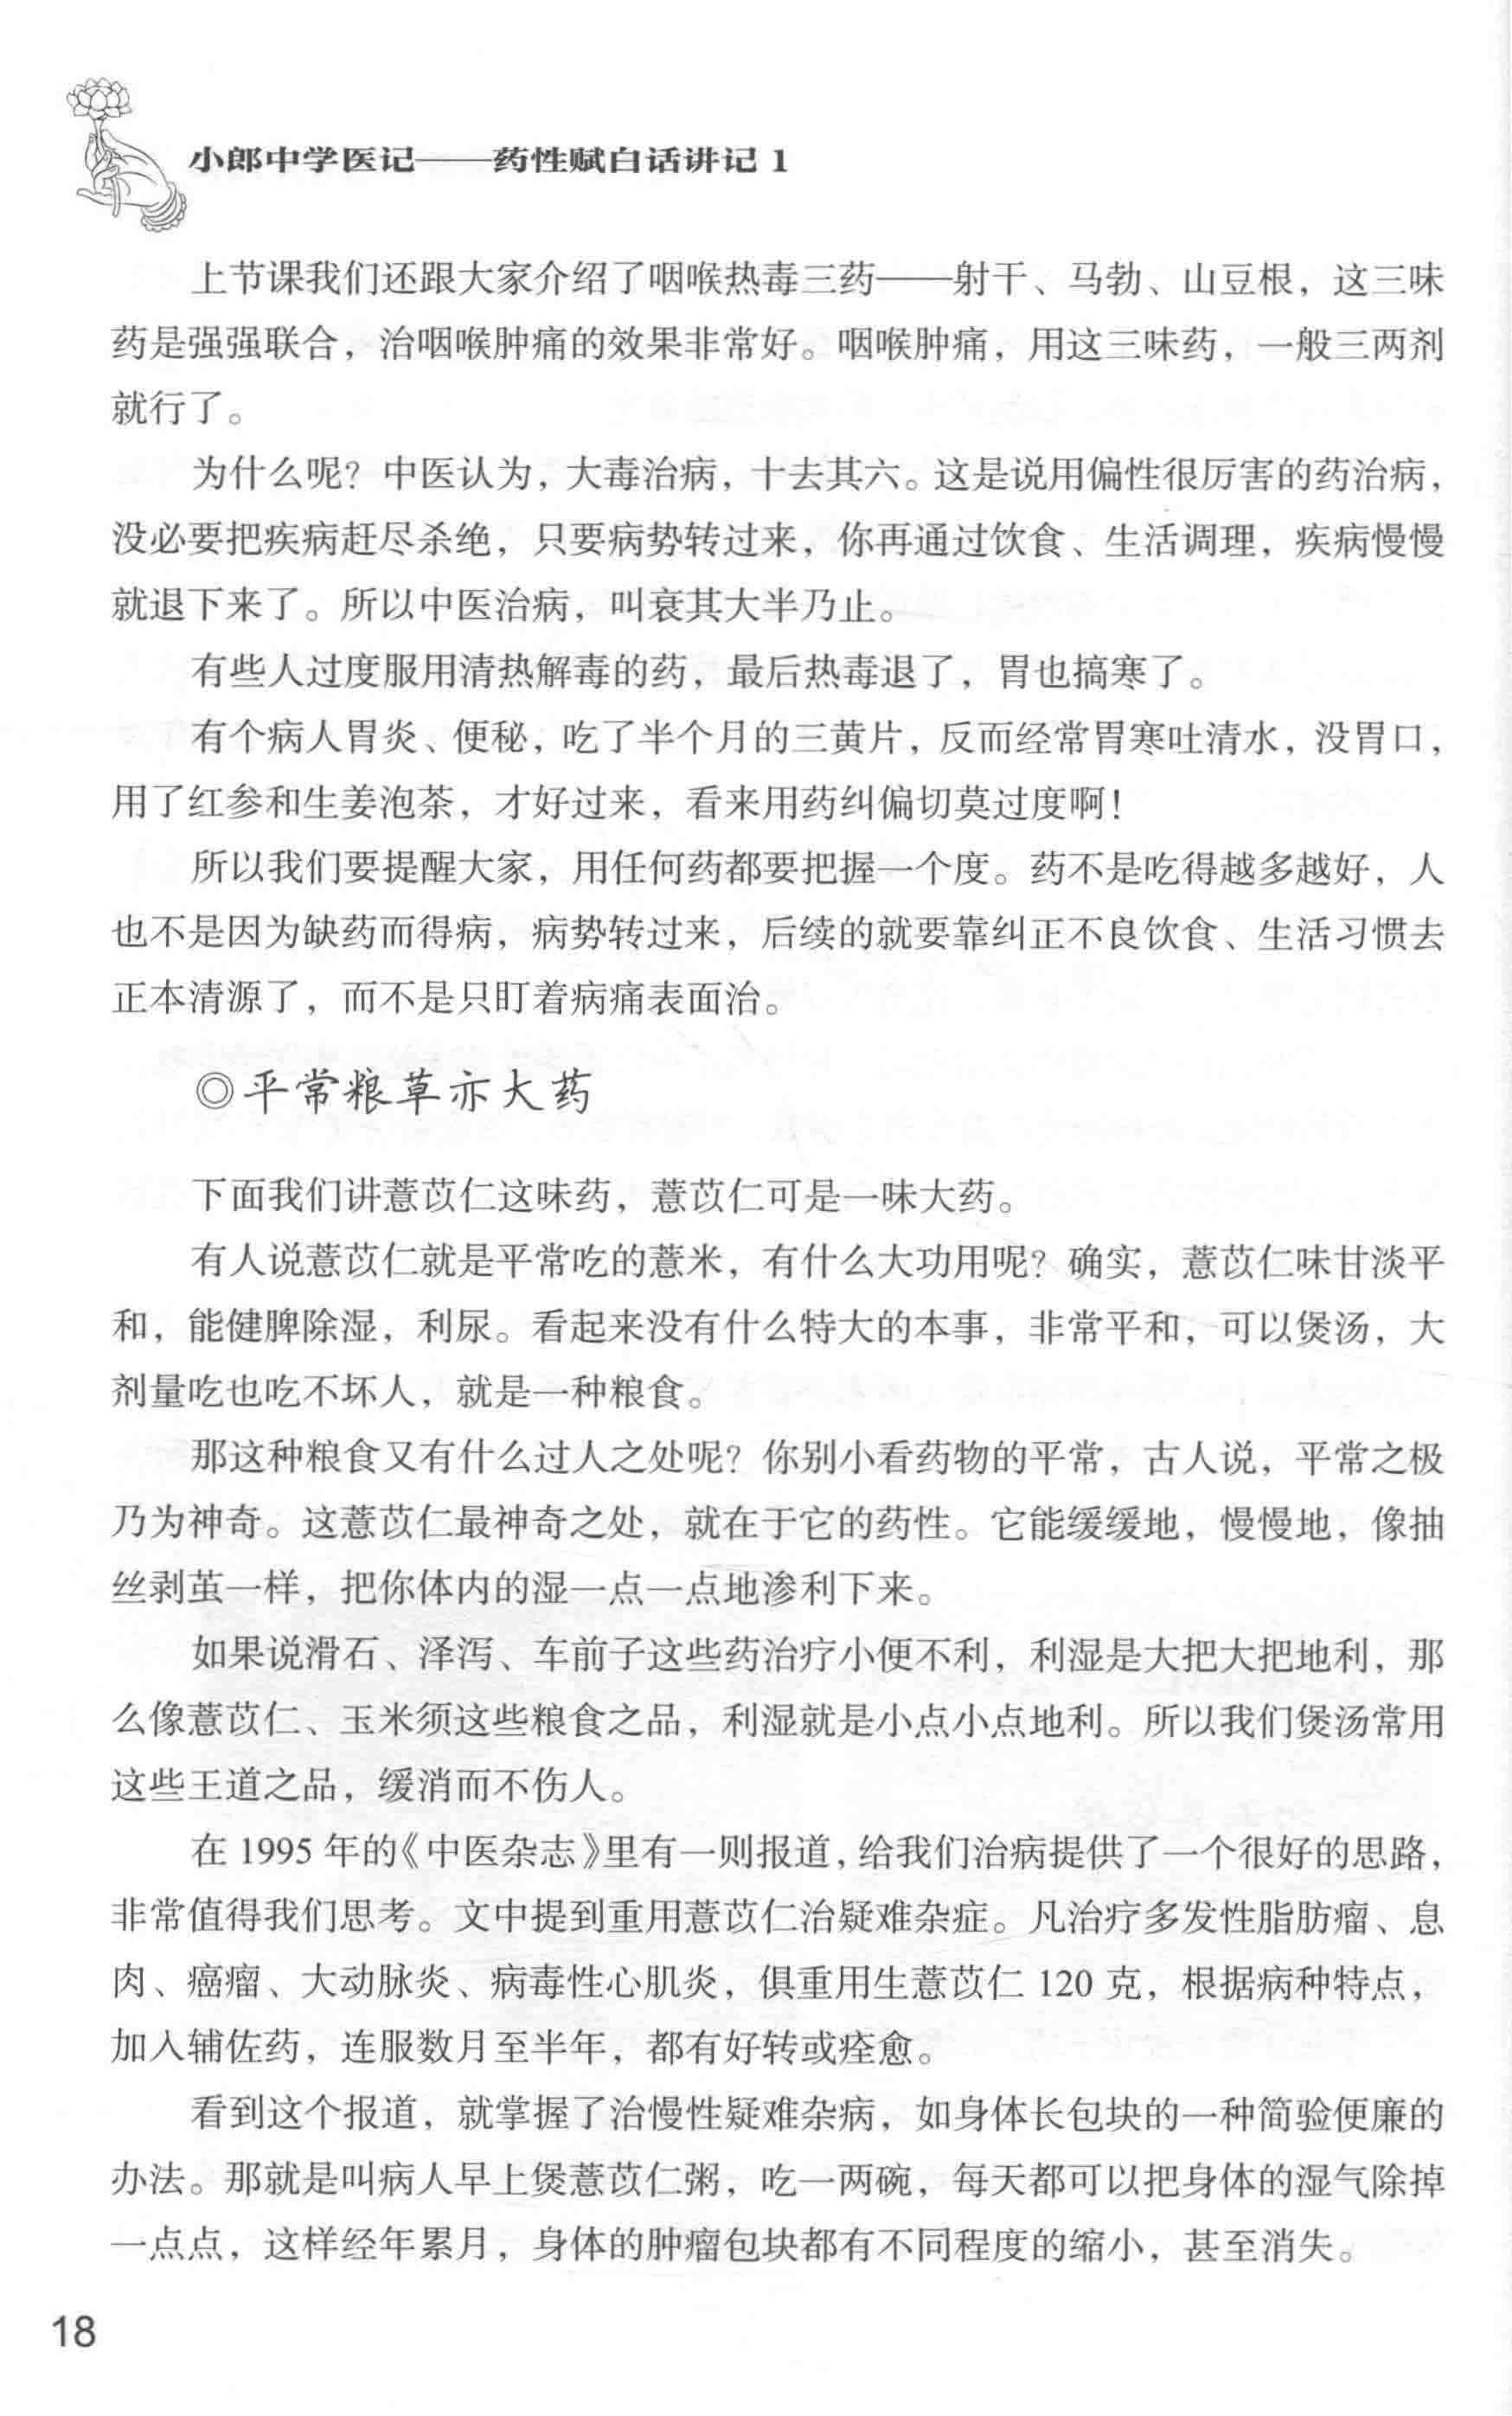 小郎中学医记——药性赋白话讲记 1
上节课我们还跟大家介绍了咽喉热毒三药——射干、马勃、山豆根，这三味
药是强强联合，治咽喉肿痛的效果非常好。咽喉肿痛，用这三味药，一般三两剂
就行了。
为什么呢？中医认为，大毒治病，十去其六。这是说用偏性很厉害的药治病，
没必要把疾病赶尽杀绝，只要病势转过来，你再通过饮食、生活调理，疾病慢慢
就退下来了。所以中医治病，叫衰其大半乃止。
有些人过度服用清热解毒的药，最后热毒退了，胃也搞寒了。
有个病人胃炎、便秘，吃了半个月的三黄片，反而经常胃寒吐清水，没胃口，
用了红参和生姜泡茶，才好过来，看来用药纠偏切莫过度啊！
所以我们要提醒大家，用任何药都要把握一个度。药不是吃得越多越好，人
也不是因为缺药而得病，病势转过来，后续的就要靠纠正不良饮食、生活习惯去
正本清源了，而不是只盯着病痛表面治。
◎平常粮草亦大药
下面我们讲薏苡仁这味药，薏苡仁可是一味大药。
有人说薏苡仁就是平常吃的薏米，有什么大功用呢？确实，薏苡仁味甘淡平
和，能健脾除湿，利尿。看起来没有什么特大的本事，非常平和，可以煲汤，大
剂量吃也吃不坏人，就是一种粮食。
那这种粮食又有什么过人之处呢？你别小看药物的平常，古人说，平常之极
乃为神奇。这薏苡仁最神奇之处，就在于它的药性。它能缓缓地，慢慢地，像抽
丝剥茧一样，把你体内的湿一点一点地渗利下来。
如果说滑石、泽泻、车前子这些药治疗小便不利，利湿是大把大把地利，那
么像薏苡仁、玉米须这些粮食之品，利湿就是小点小点地利。所以我们煲汤常用
这些王道之品，缓消而不伤人。
在 1995 年的《中医杂志》里有一则报道，给我们治病提供了一个很好的思路，
非常值得我们思考。文中提到重用薏苡仁治疑难杂症。凡治疗多发性脂肪瘤、息
肉、癌瘤、大动脉炎、病毒性心肌炎，俱重用生薏苡仁 120 克，根据病种特点，
加入辅佐药，连服数月至半年，都有好转或痊愈。
看到这个报道，就掌握了治慢性疑难杂病，如身体长包块的一种简验便廉的
办法。那就是叫病人早上煲薏苡仁粥，吃一两碗，每天都可以把身体的湿气除掉
一点点，这样经年累月，身体的肿瘤包块都有不同程度的缩小，甚至消失。
18